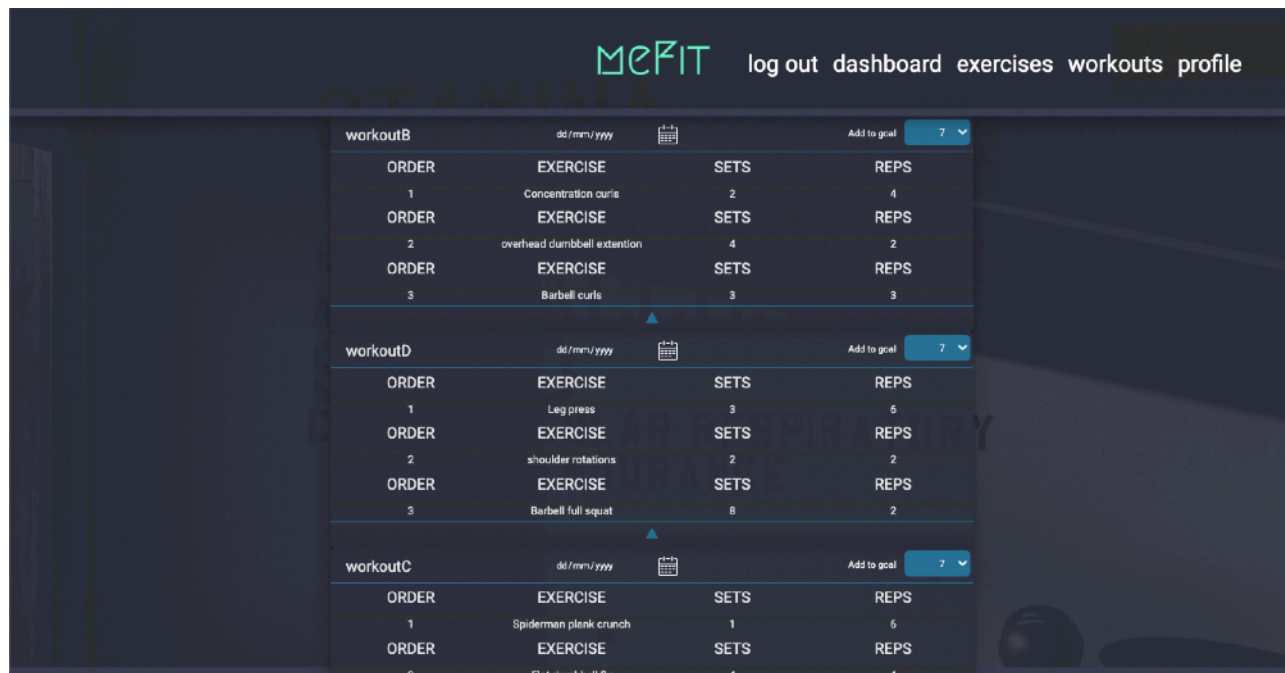 MEFIT log out dashboard exercises workouts profile
STAMINA
workoutB dd/mm/yyyy Add to goal 7
ORDER EXERCISE SETS REPS
1 Concentration curls 2 4
ORDER EXERCISE SETS REPS
2 overhead dumbbell extention 4 2
ORDER EXERCISE SETS REPS
3 Barbell curls 3 3
workoutD dd/mm/yyyy Add to goal 7
ORDER EXERCISE SETS REPS
1 Leg press 3 6
ORDER EXERCISE SETS REPS
2 shoulder rotations 2 2
ORDER EXERCISE SETS REPS
3 Barbell full squat 8 2
workoutC dd/mm/yyyy Add to goal 7
ORDER EXERCISE SETS REPS
1 Spiderman plank crunch 1 6
ORDER EXERCISE SETS REPS